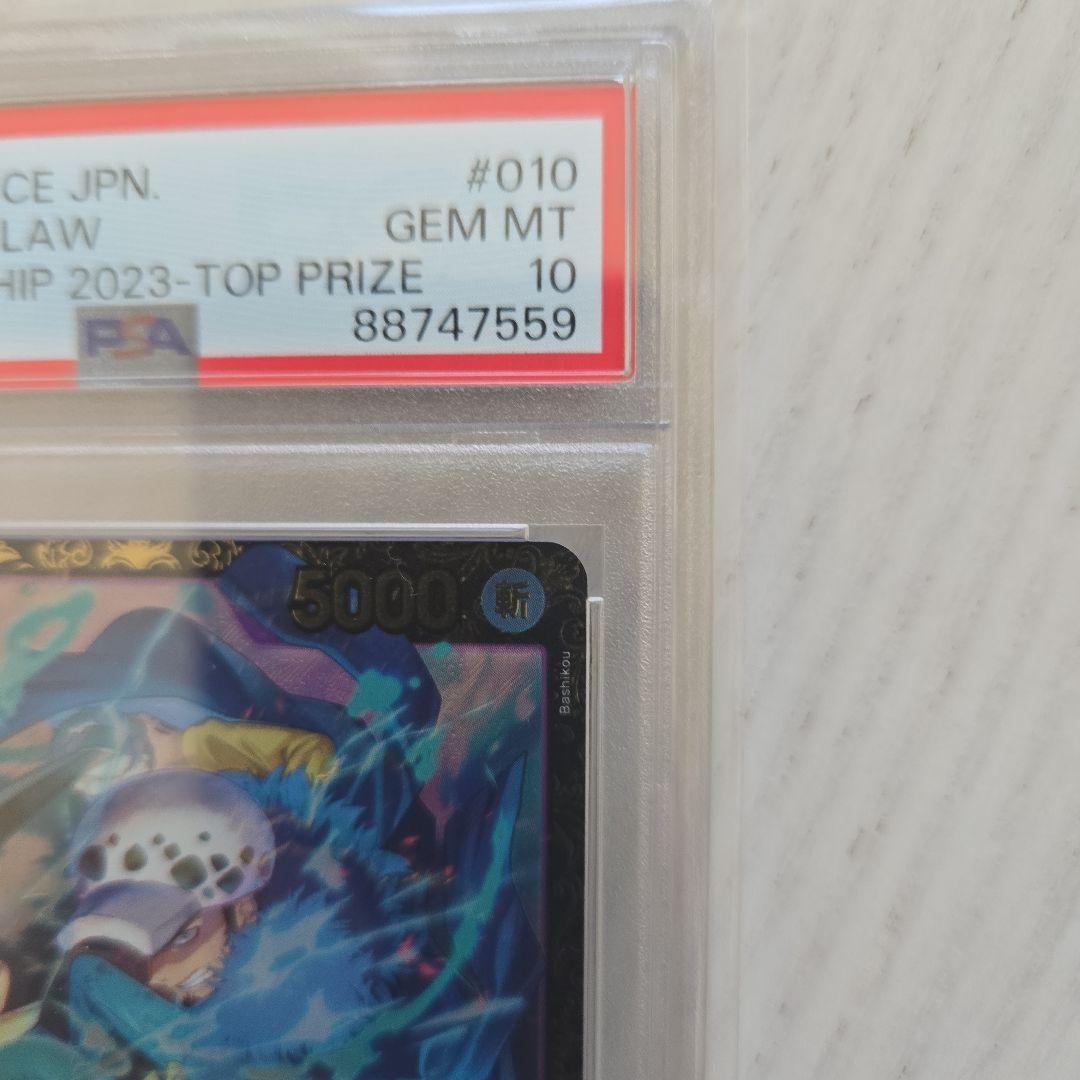 CE JPN. #010
LAW GEM MT
HIP 2023-TOP PRIZE 10
PSA 88747559
5000 斬
Bashikou